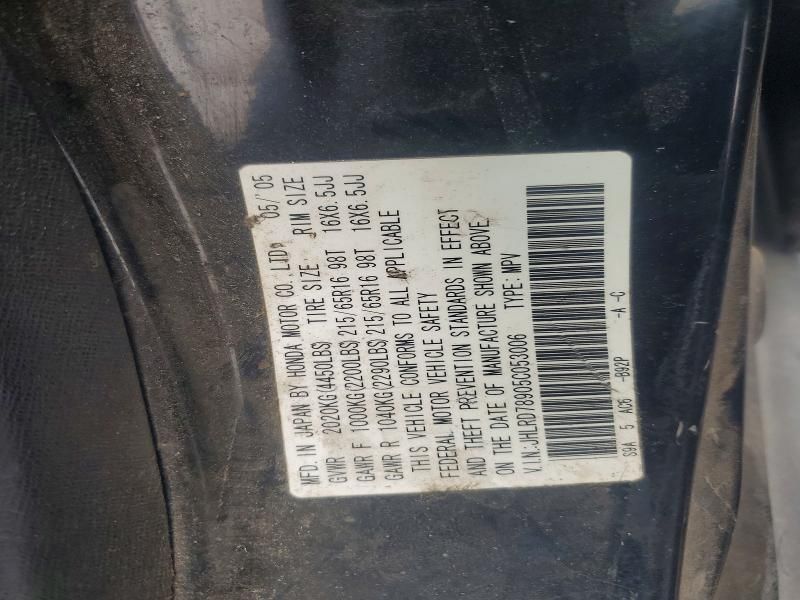 MFD. IN JAPAN BY HONDA MOTOR CO., LTD. 05/'05
GVWR 2020KG(4450LBS) TIRE SIZE RIM SIZE
GAWR F 1000KG(2200LBS) 215/65R16 98T 16X6.5JJ
GAWR R 1040KG(2290LBS) 215/65R16 98T 16X6.5JJ
THIS VEHICLE CONFORMS TO ALL APPLICABLE
FEDERAL MOTOR VEHICLE SAFETY
AND THEFT PREVENTION STANDARDS IN EFFECT
ON THE DATE OF MANUFACTURE SHOWN ABOVE.
V.I.N.:JHLRD78905C053006 TYPE: MPV
S9A 5 AC6 -B92P -A -C